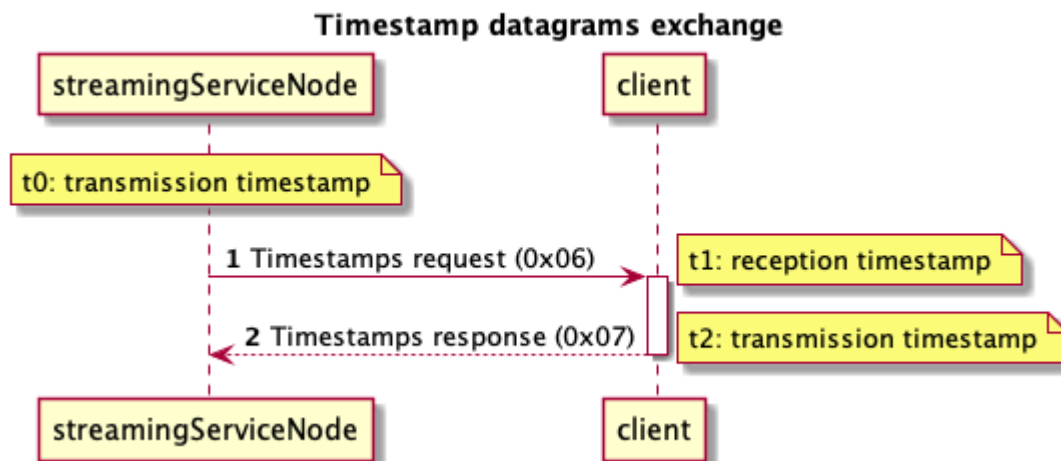 Timestamp datagrams exchange
streamingServiceNode
client
t0: transmission timestamp
1 Timestamps request (0x06)
t1: reception timestamp
2 Timestamps response (0x07)
t2: transmission timestamp
streamingServiceNode
client